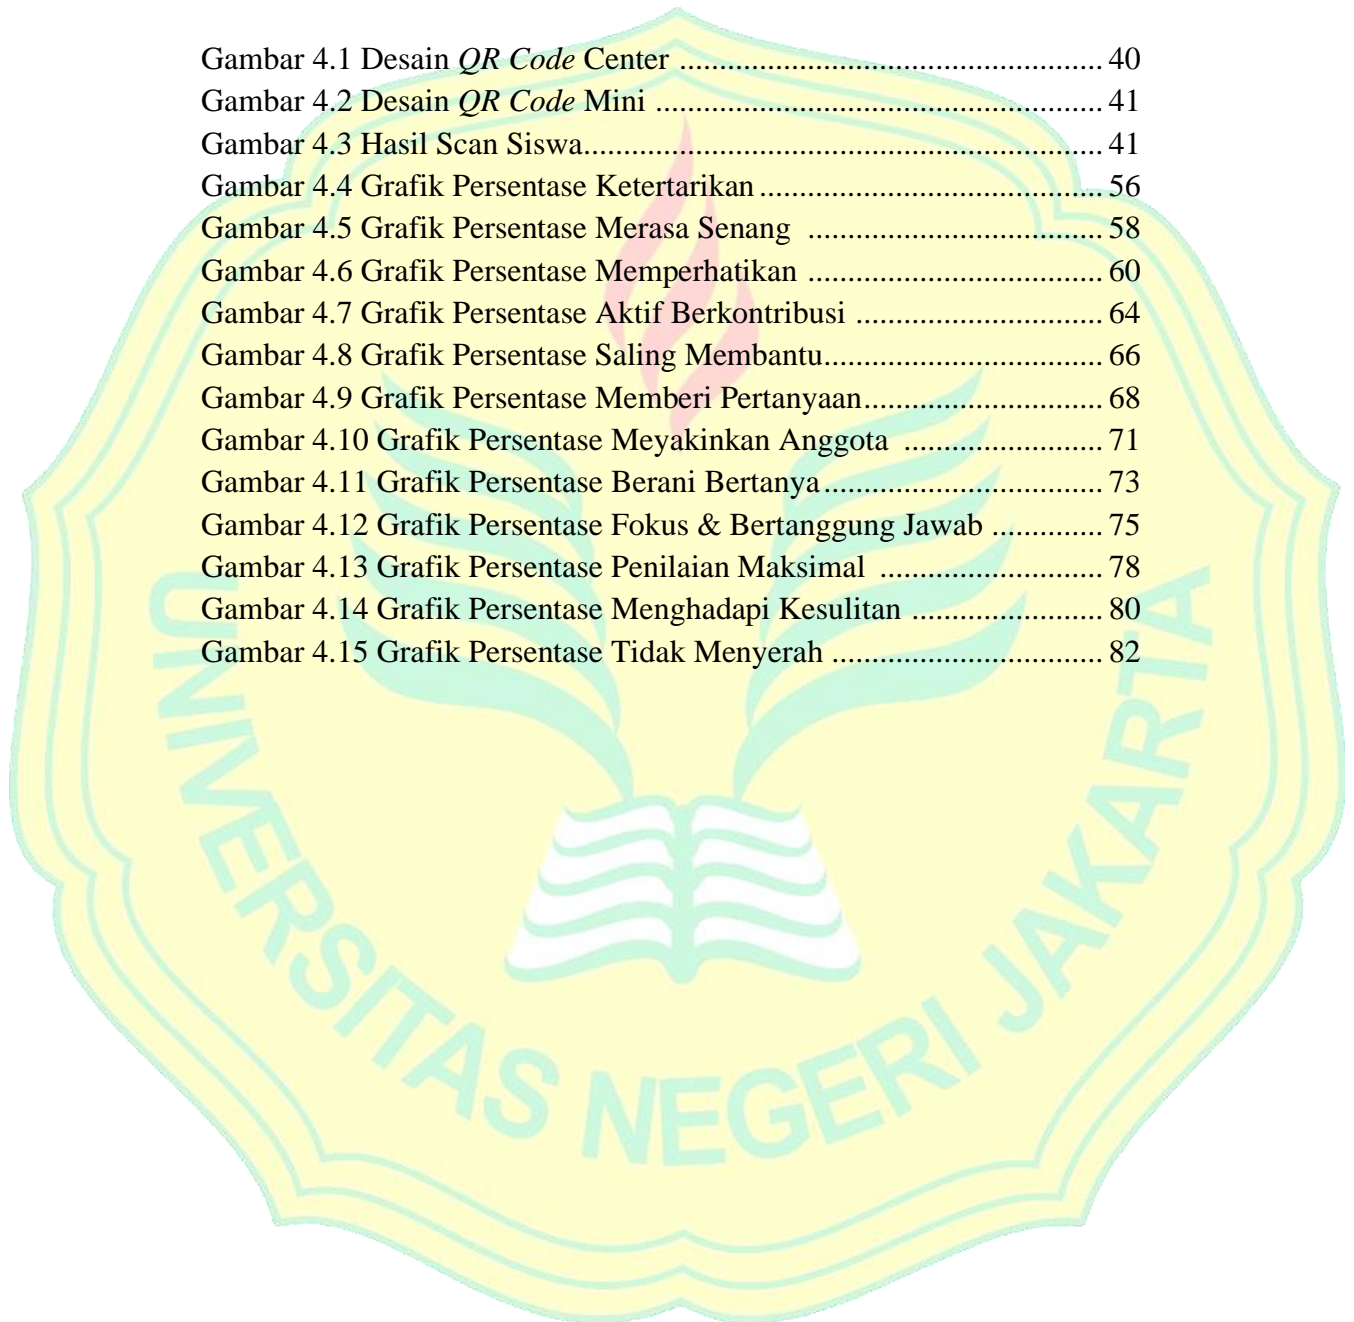 Gambar 4.1 Desain QR Code Center ........................................................ 40
Gambar 4.2 Desain QR Code Mini .......................................................... 41
Gambar 4.3 Hasil Scan Siswa.................................................................. 41
Gambar 4.4 Grafik Persentase Ketertarikan ............................................. 56
Gambar 4.5 Grafik Persentase Merasa Senang ....................................... 58
Gambar 4.6 Grafik Persentase Memperhatikan ....................................... 60
Gambar 4.7 Grafik Persentase Aktif Berkontribusi ................................. 64
Gambar 4.8 Grafik Persentase Saling Membantu..................................... 66
Gambar 4.9 Grafik Persentase Memberi Pertanyaan................................ 68
Gambar 4.10 Grafik Persentase Meyakinkan Anggota .......................... 71
Gambar 4.11 Grafik Persentase Berani Bertanya..................................... 73
Gambar 4.12 Grafik Persentase Fokus & Bertanggung Jawab ............... 75
Gambar 4.13 Grafik Persentase Penilaian Maksimal ............................. 78
Gambar 4.14 Grafik Persentase Menghadapi Kesulitan ......................... 80
Gambar 4.15 Grafik Persentase Tidak Menyerah .................................... 82
UNIVERSITAS NEGERI JAKARTA